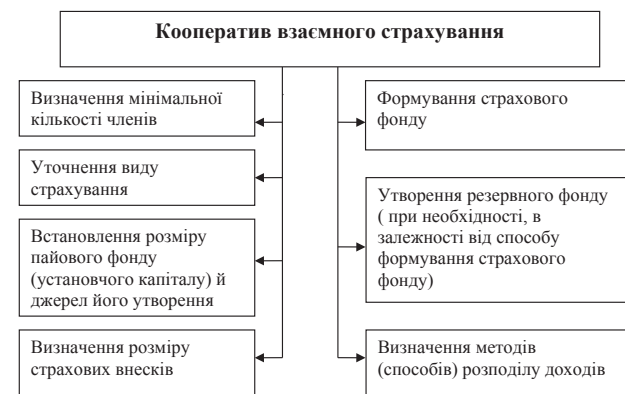 Кооператив взаємного страхування
Визначення мінімальної
кількості членів
Уточнення виду
страхування
Встановлення розміру
пайового фонду
(установчого капіталу) й
джерел його утворення
Визначення розміру
страхових внесків
Формування страхового
фонду
Утворення резервного фонду
( при необхідності, в
залежності від способу
формування страхового
фонду)
Визначення методів
(способів) розподілу доходів